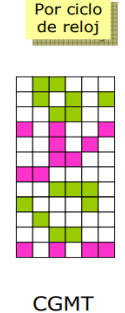 Por ciclo
de reloj
CGMT